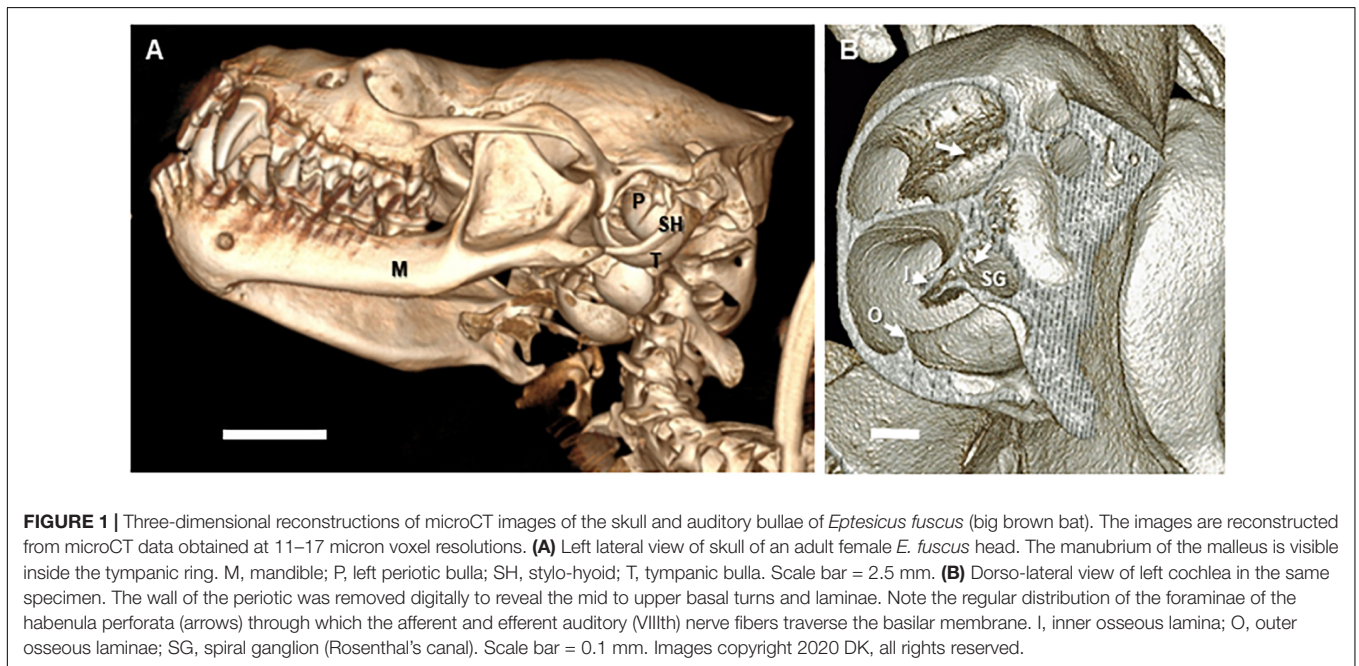 A
B
P
SH
T
M
SG
I
O
FIGURE 1 | Three-dimensional reconstructions of microCT images of the skull and auditory bullae of Eptesicus fuscus (big brown bat). The images are reconstructed
from microCT data obtained at 11–17 micron voxel resolutions. (A) Left lateral view of skull of an adult female E. fuscus head. The manubrium of the malleus is visible
inside the tympanic ring. M, mandible; P, left periotic bulla; SH, stylo-hyoid; T, tympanic bulla. Scale bar = 2.5 mm. (B) Dorso-lateral view of left cochlea in the same
specimen. The wall of the periotic was removed digitally to reveal the mid to upper basal turns and laminae. Note the regular distribution of the foraminae of the
habenula perforata (arrows) through which the afferent and efferent auditory (VIIIth) nerve fibers traverse the basilar membrane. I, inner osseous lamina; O, outer
osseous laminae; SG, spiral ganglion (Rosenthal's canal). Scale bar = 0.1 mm. Images copyright 2020 DK, all rights reserved.